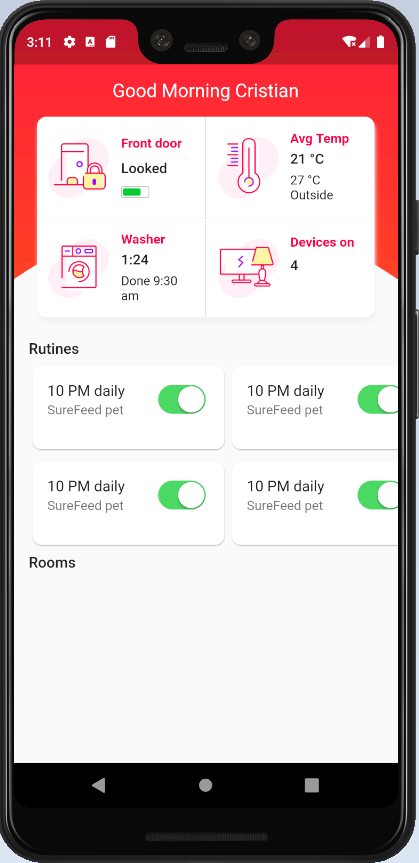 3:11
Good Morning Cristian
Front door
Looked
Avg Temp
21 °C
27 °C
Outside
Washer
1:24
Done 9:30
am
Devices on
4
Rutines
10 PM daily
SureFeed pet
10 PM daily
SureFeed pet
10 PM daily
SureFeed pet
10 PM daily
SureFeed pet
Rooms